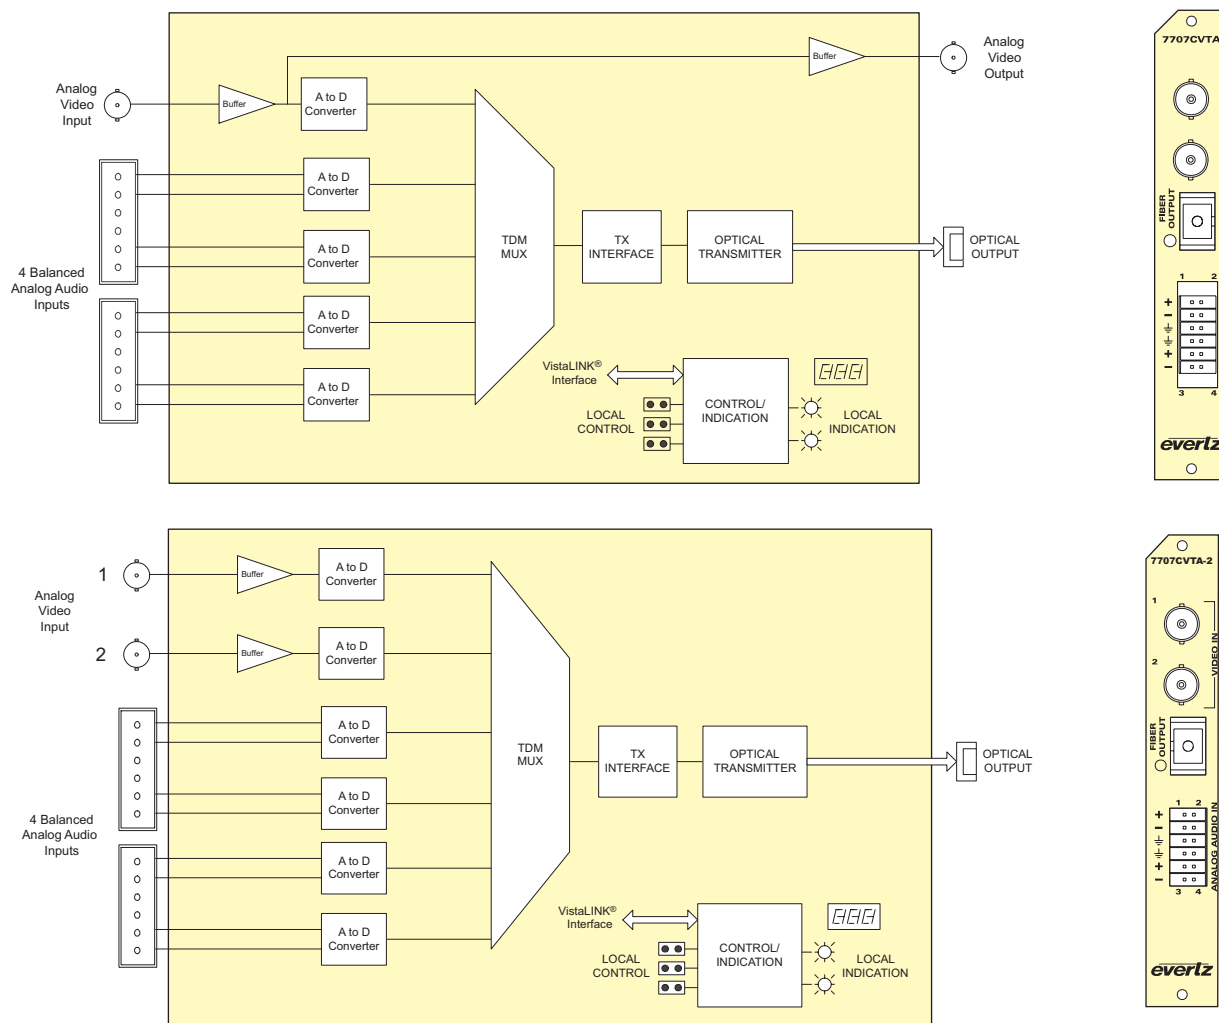 Analog
Video
Input
Buffer
A to D
Converter
Buffer
Analog
Video
Output
A to D
Converter
A to D
Converter
4 Balanced
Analog Audio
Inputs
A to D
Converter
A to D
Converter
TDM
MUX
TX
INTERFACE
OPTICAL
TRANSMITTER
OPTICAL
OUTPUT
VistaLINK®
Interface
LOCAL
CONTROL
CONTROL/
INDICATION
LOCAL
INDICATION
7707CVTA
FIBER
OUTPUT
1 2
+
−
+
−
3 4
evertz
1
Analog
Video
Input
2
Buffer
A to D
Converter
Buffer
A to D
Converter
A to D
Converter
A to D
Converter
4 Balanced
Analog Audio
Inputs
A to D
Converter
A to D
Converter
TDM
MUX
TX
INTERFACE
OPTICAL
TRANSMITTER
OPTICAL
OUTPUT
VistaLINK®
Interface
LOCAL
CONTROL
CONTROL/
INDICATION
LOCAL
INDICATION
7707CVTA-2
1
2
VIDEO IN
FIBER
OUTPUT
1 2
+
−
+
−
3 4
ANALOG AUDIO IN
evertz